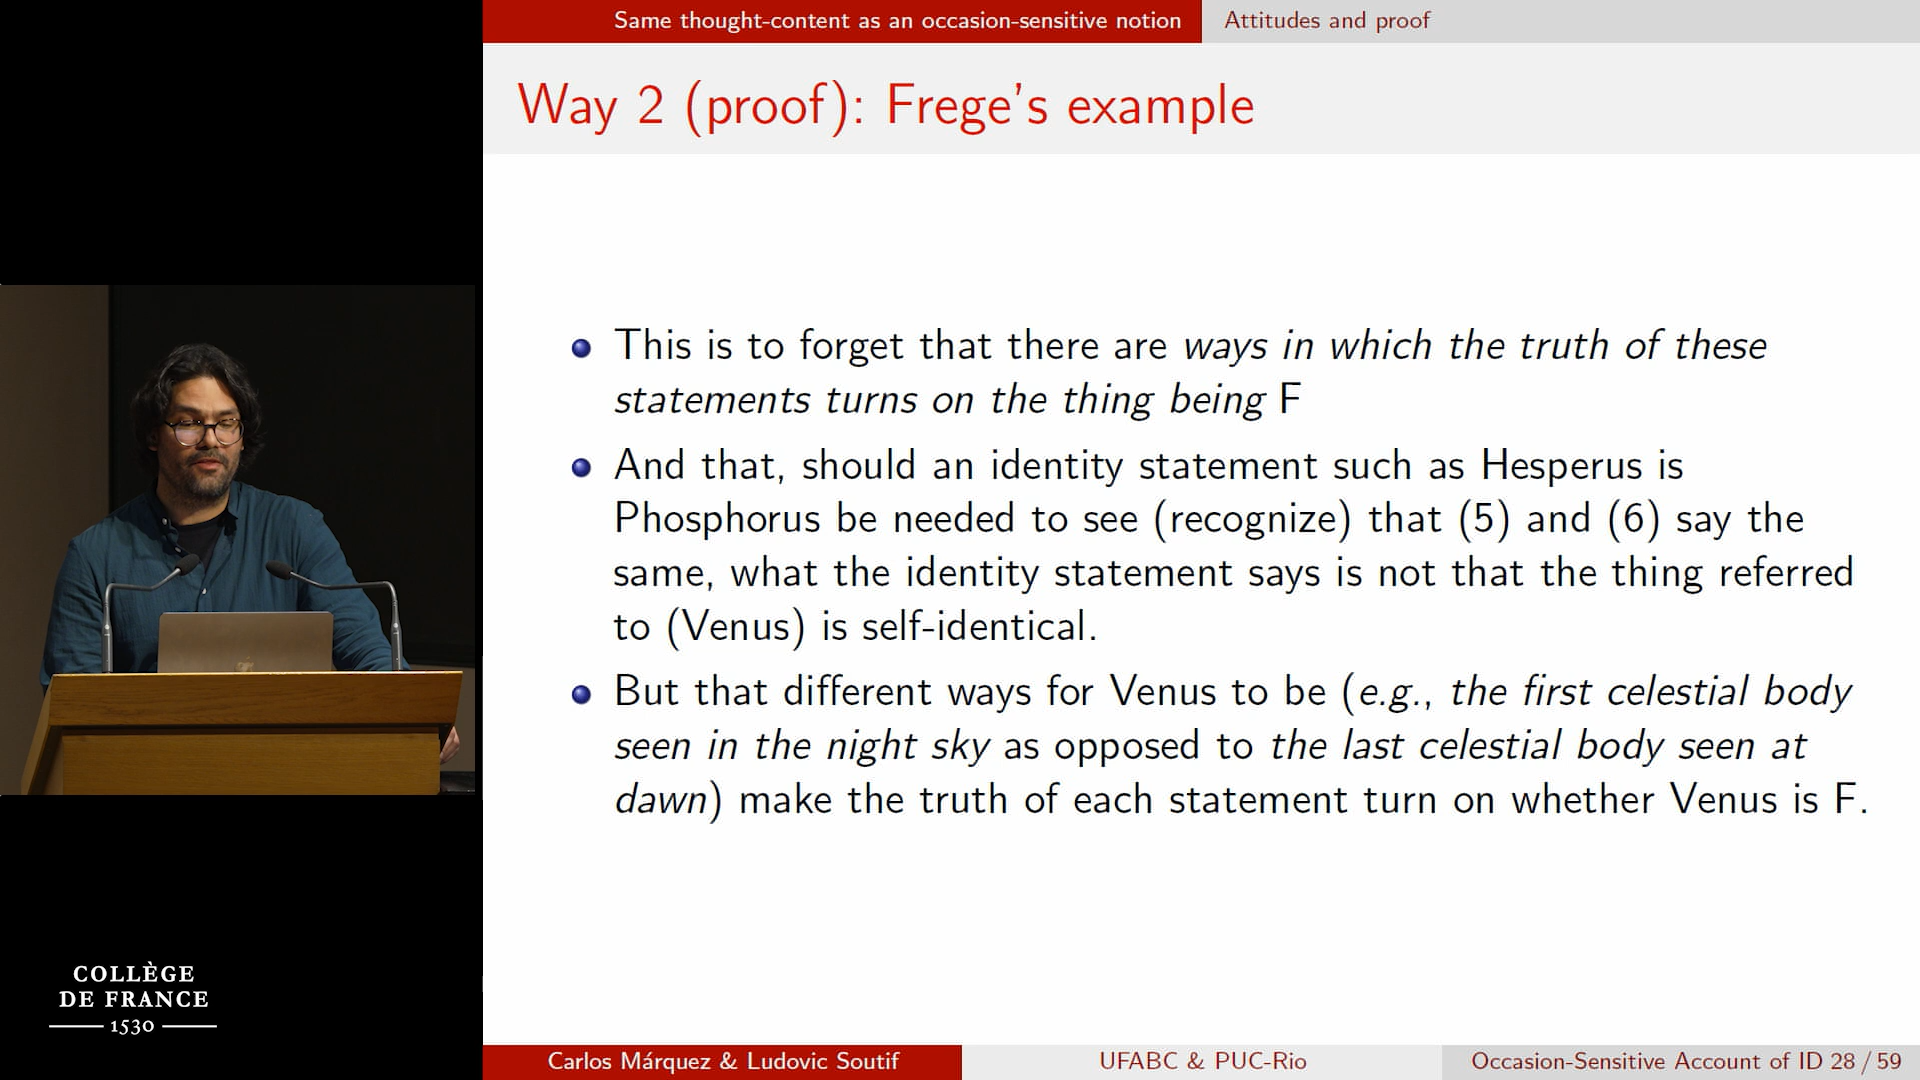 Same thought-content as an occasion-sensitive notion Attitudes and proof
Way 2 (proof): Frege's example
This is to forget that there are ways in which the truth of these
statements turns on the thing being F
And that, should an identity statement such as Hesperus is
Phosphorus be needed to see (recognize) that (5) and (6) say the
same, what the identity statement says is not that the thing referred
to (Venus) is self-identical.
But that different ways for Venus to be (e.g., the first celestial body
seen in the night sky as opposed to the last celestial body seen at
dawn) make the truth of each statement turn on whether Venus is F.
COLLÈGE
DE FRANCE
1530
Carlos Márquez & Ludovic Soutif UFABC & PUC-Rio Occasion-Sensitive Account of ID 28 / 59